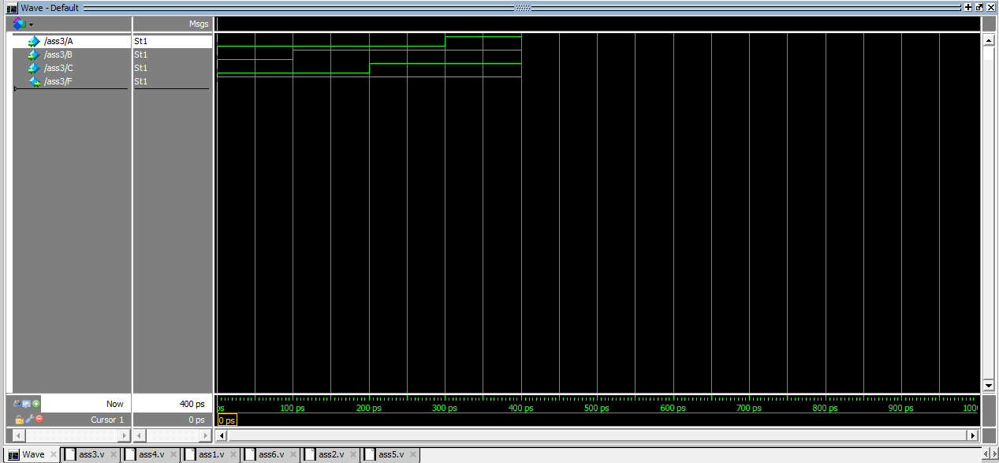 Wave - Default
Msgs
/ass3/A St1
/ass3/B St1
/ass3/C St1
/ass3/F St1
Now 400 ps ps 100 ps 200 ps 300 ps 400 ps 500 ps 600 ps 700 ps 800 ps 900 ps 1000
Cursor 1 0 ps 0 ps
Wave ass3.v ass4.v ass1.v ass6.v ass2.v ass5.v